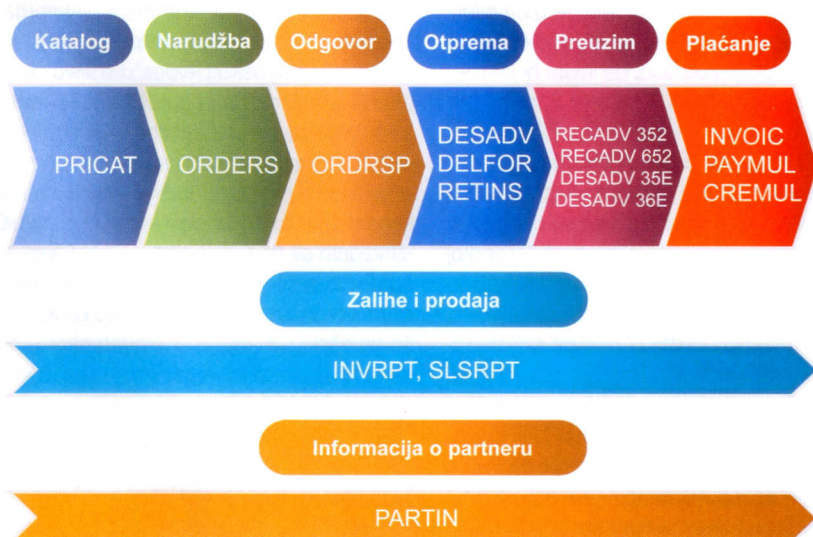 Katalog
Narudžba
Odgovor
Otprema
Preuzim
Plaćanje
PRICAT
ORDERS
ORDRSP
DESADV
DELFOR
RETINS
RECADV 352
RECADV 652
DESADV 35E
DESADV 36E
INVOIC
PAYMUL
CREMUL
Zalihe i prodaja
INVRPT, SLSRPT
Informacija o partneru
PARTIN